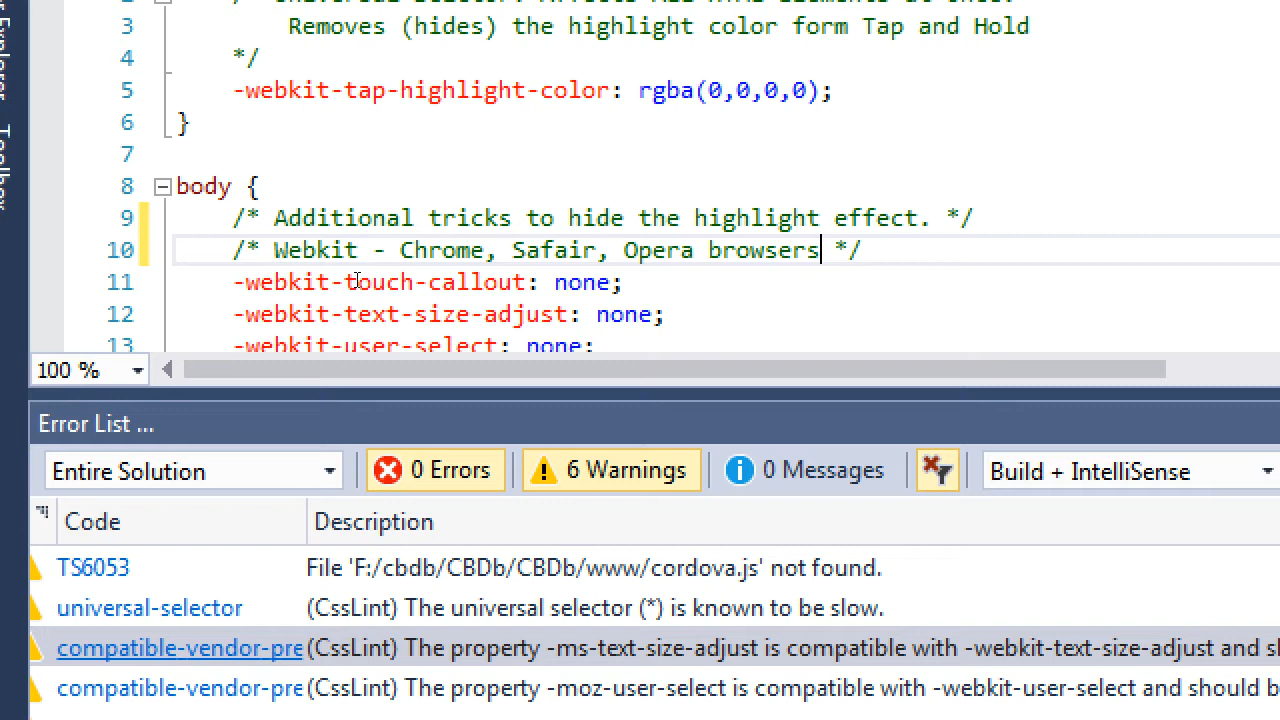 3 Removes (hides) the highlight color form Tap and Hold
4 */
5 -webkit-tap-highlight-color: rgba(0,0,0,0);
6 }
7
8 body {
9 /* Additional tricks to hide the highlight effect. */
10 /* Webkit - Chrome, Safair, Opera browsers */
11 -webkit-touch-callout: none;
12 -webkit-text-size-adjust: none;
13 -webkit-user-select: none;
Toolbox
100 %
Error List ...
Entire Solution 0 Errors 6 Warnings 0 Messages Build + IntelliSense
Code Description
TS6053 File 'F:/cbdb/CBDb/CBDb/www/cordova.js' not found.
universal-selector (CssLint) The universal selector (*) is known to be slow.
compatible-vendor-pre (CssLint) The property -ms-text-size-adjust is compatible with -webkit-text-size-adjust and sh
compatible-vendor-pre (CssLint) The property -moz-user-select is compatible with -webkit-user-select and should b